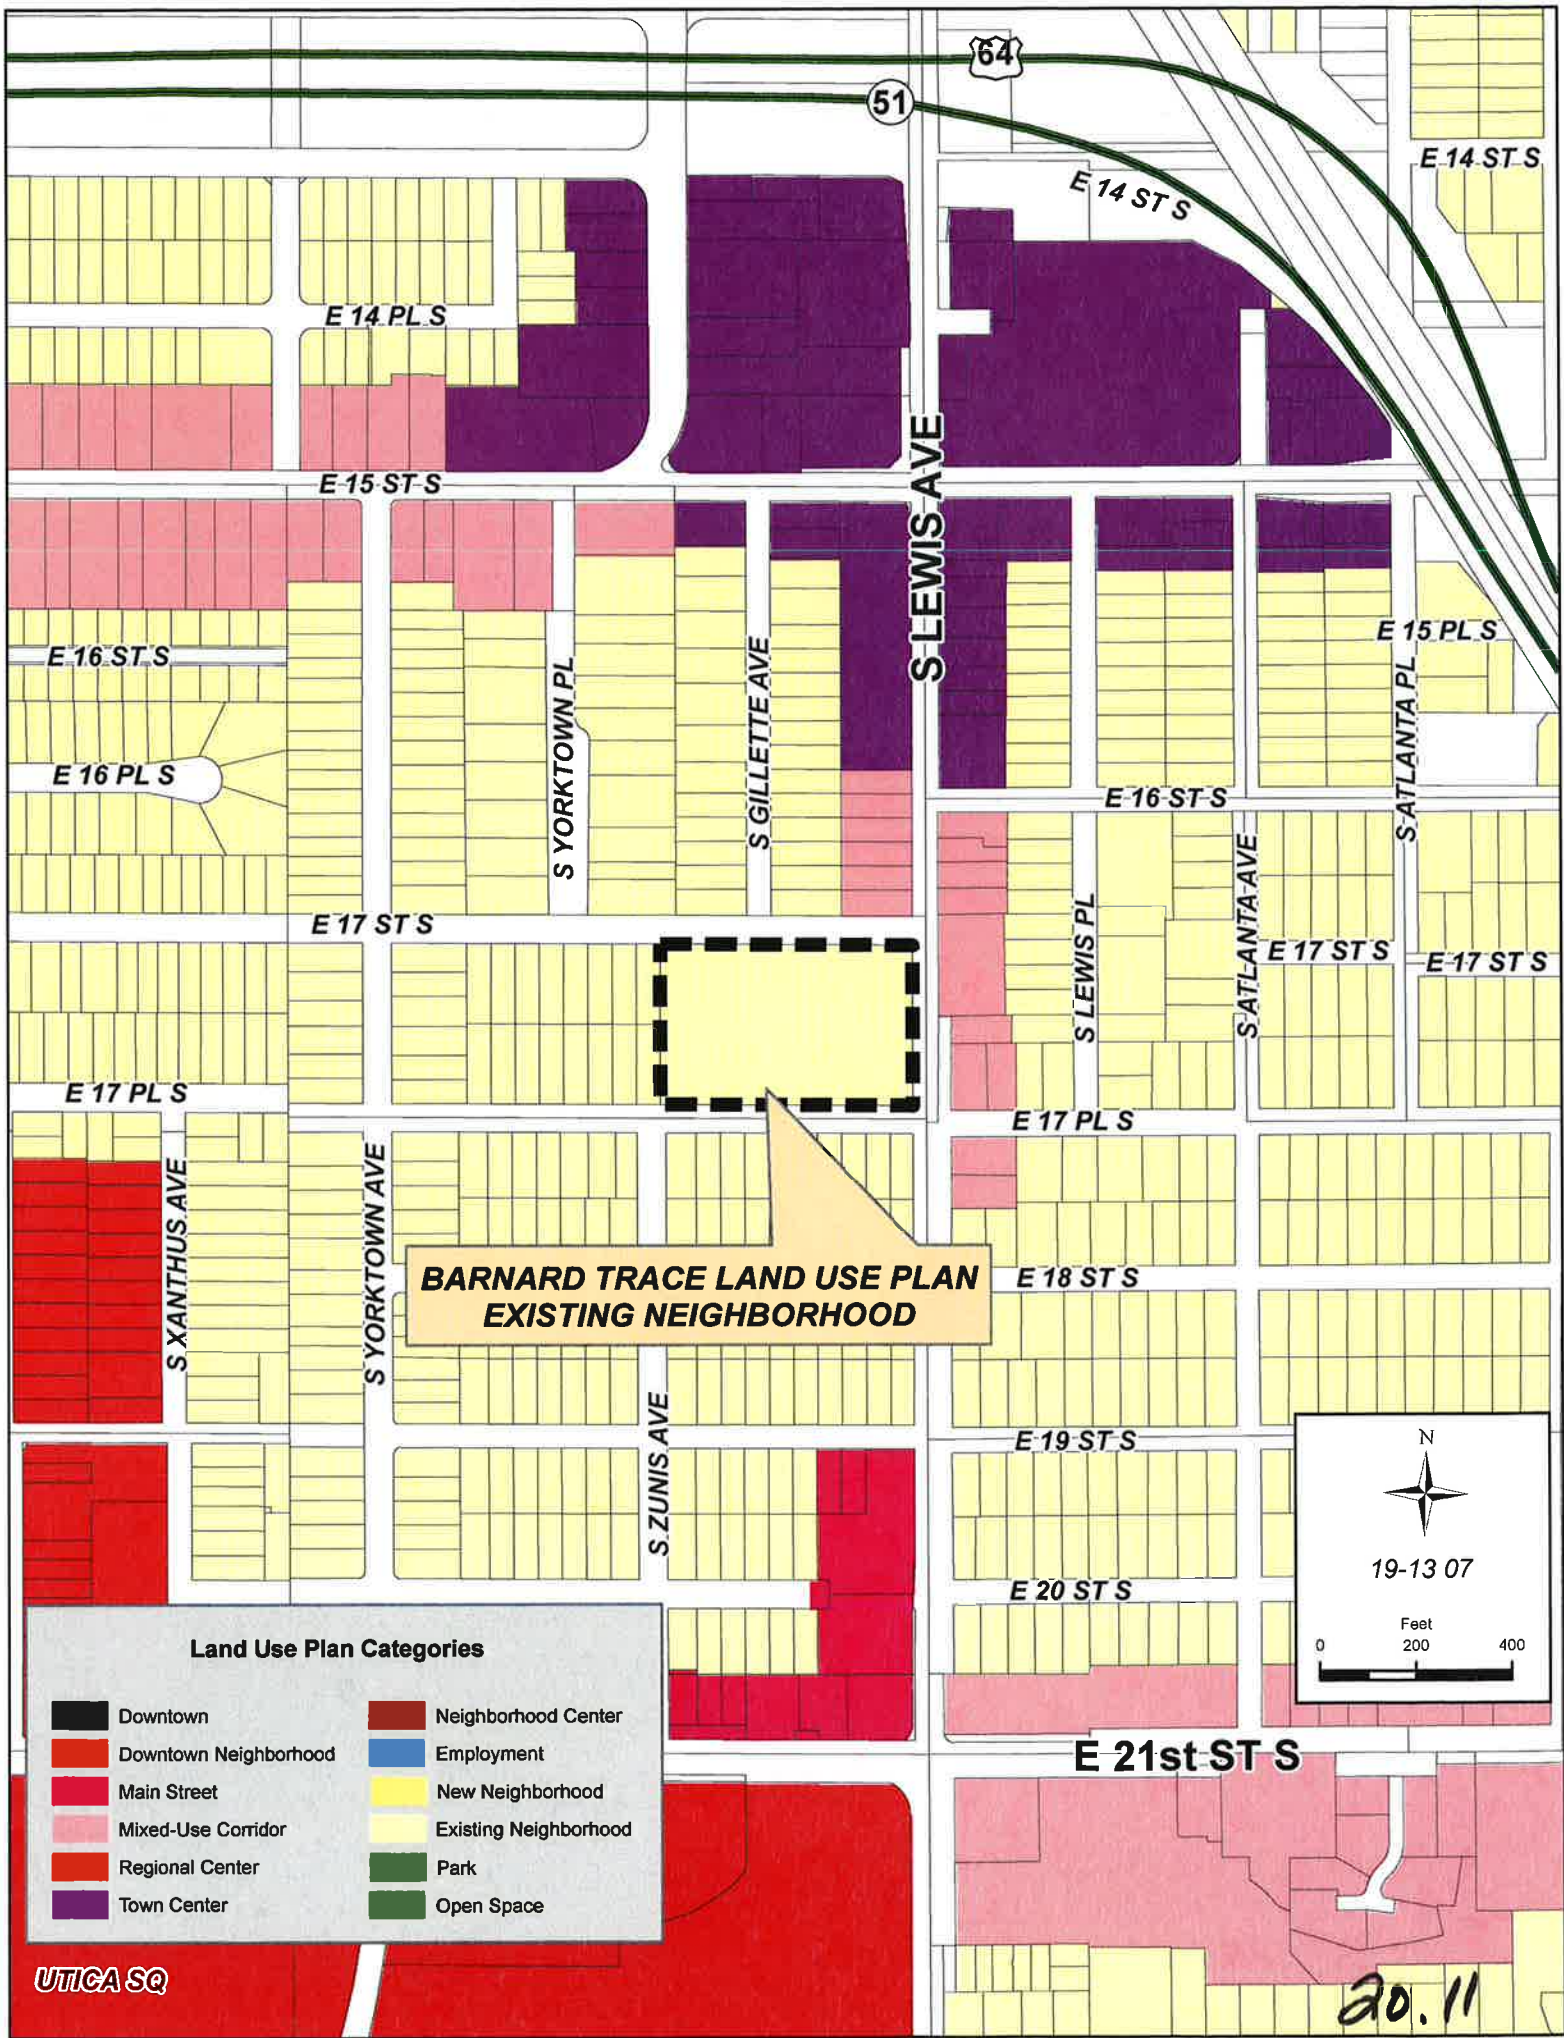 64
51
E 14 ST S
E 14 ST S
E 14 PL S
E 15 ST S
S LEWIS AVE
E 15 PL S
E 16 ST S
S YORKTOWN PL
S GILLETTE AVE
S ATLANTA PL
E 16 PL S
E 16 ST S
E 17 ST S
S LEWIS PL
S ATLANTA AVE
E 17 ST S
E 17 ST S
E 17 PL S
E 17 PL S
S XANTHUS AVE
S YORKTOWN AVE
BARNARD TRACE LAND USE PLAN
EXISTING NEIGHBORHOOD
E 18 ST S
S ZUNIS AVE
E 19 ST S
N
19-13 07
Feet
0 200 400
E 20 ST S
Land Use Plan Categories
Downtown
Downtown Neighborhood
Main Street
Mixed-Use Corridor
Regional Center
Town Center
Neighborhood Center
Employment
New Neighborhood
Existing Neighborhood
Park
Open Space
E 21st ST S
UTICA SQ
20.11